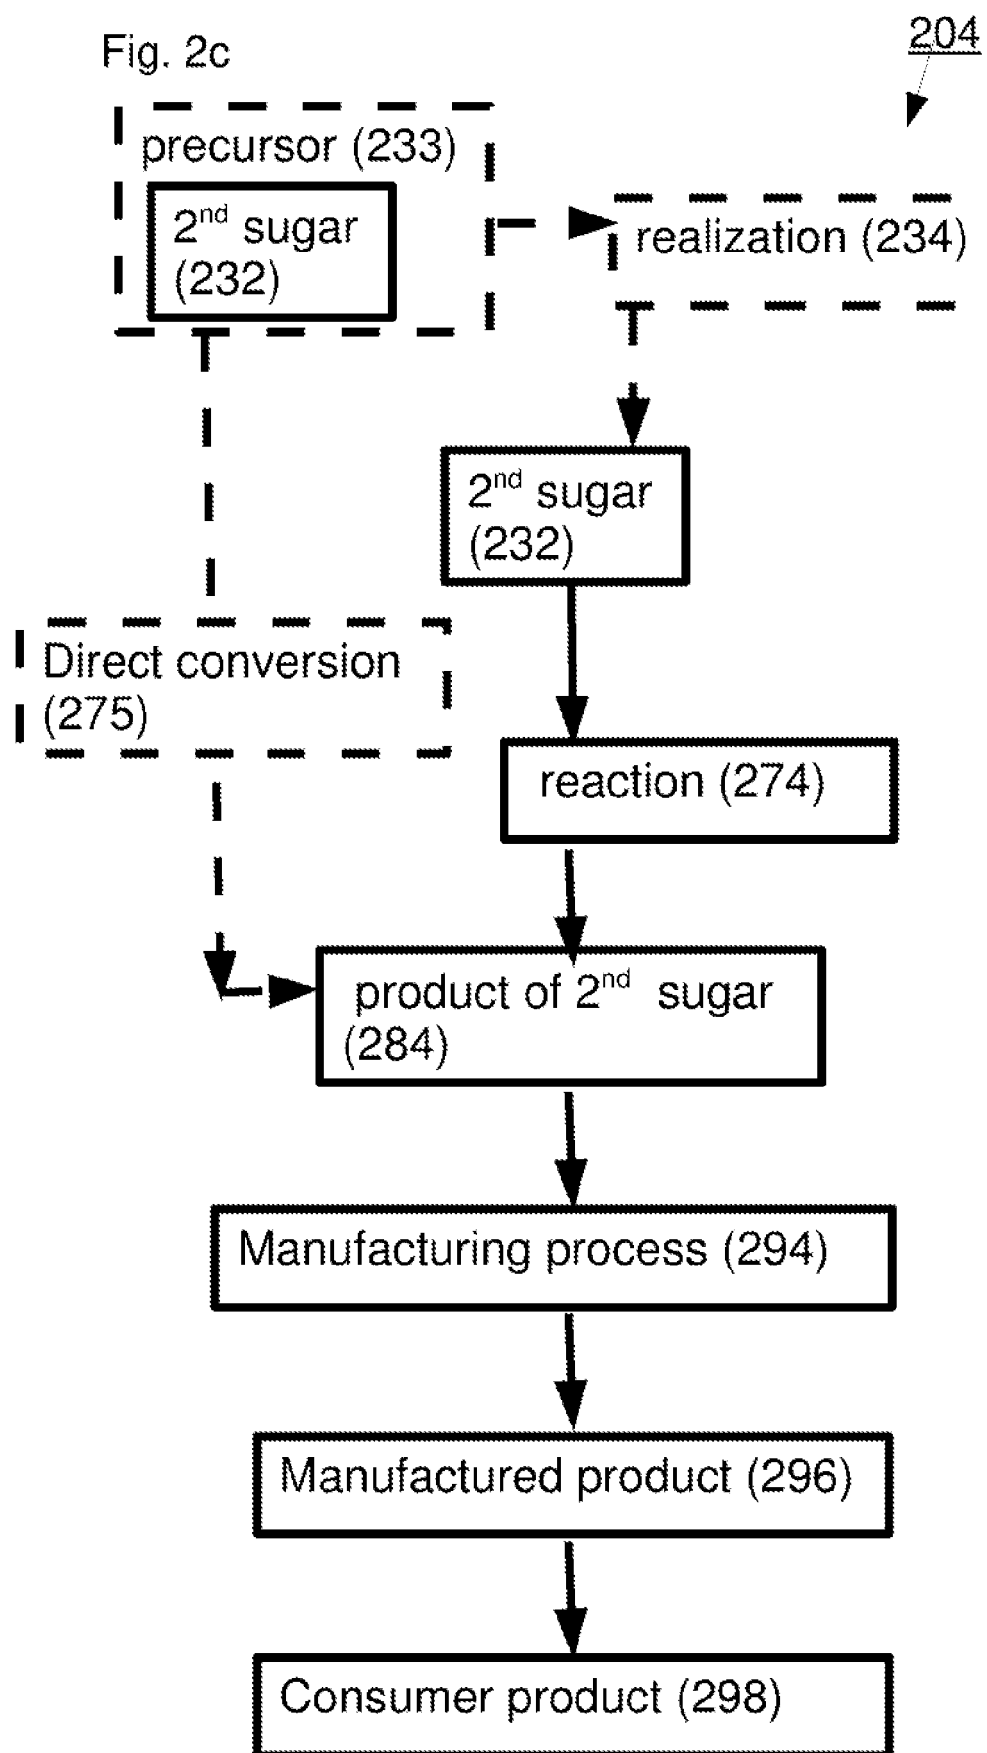 Fig. 2c
204
precursor (233)
2nd sugar
(232)
realization (234)
2nd sugar
(232)
Direct conversion
(275)
reaction (274)
product of 2nd sugar
(284)
Manufacturing process (294)
Manufactured product (296)
Consumer product (298)